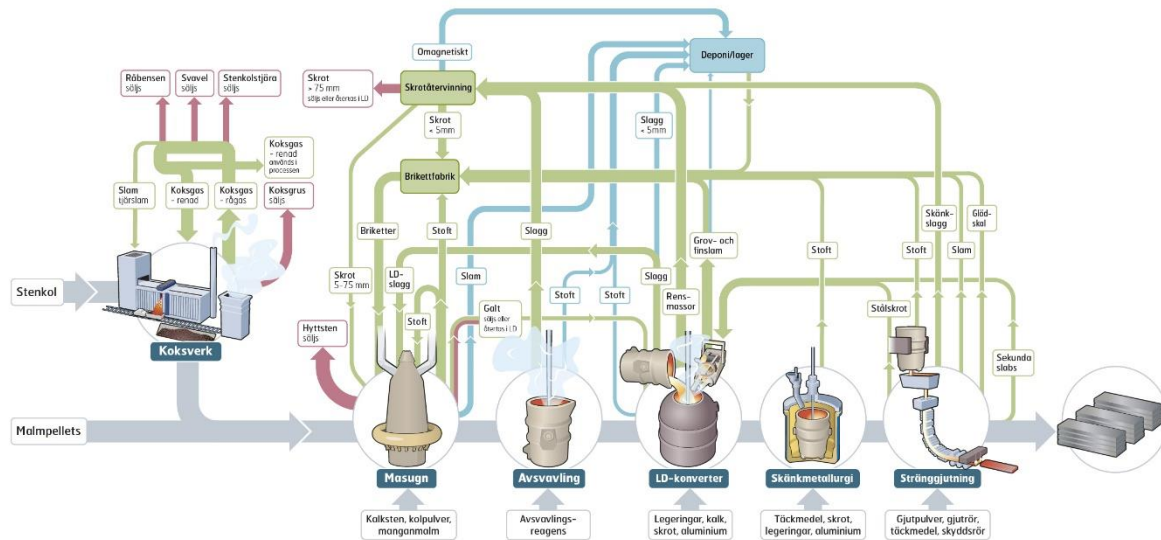 Omagnetiskt
Deponi/lager
Råbensen
säljs
Svavel
säljs
Stenkolstjära
säljs
Skrot
> 75 mm
säljs eller återtas i LD
Skrotåtervinning
Skrot
< 5mm
Slagg
< 5mm
Koksgas
- renad
används i
processen
Brikettfabrik
Slam
tjärslam
Koksgas
- renad
Koksgas
- rågas
Koksgrus
säljs
Briketter
Stoft
Slagg
Grov- och
finslam
Stoft
Skänk-
slagg
Glöd-
skal
Stoft
Slam
Skrot
5-75 mm
LD-
slagg
Slam
Slagg
Rens-
massor
Stenkol
Stoft
Stoft
Stoft
Galt
säljs eller
återtas i LD
Stålskrot
Hyttsten
säljs
Koksverk
Sekunda
slabs
Malmpellets
Masugn
Avsvavling
LD-konverter
Skänkmetallurgi
Stränggjutning
Kalksten, kolpulver,
manganmalm
Avsvavlings-
reagens
Legeringar, kalk,
skrot, aluminium
Täckmedel, skrot,
legeringar, aluminium
Gjutpulver, gjutrör,
täckmedel, skyddsrör